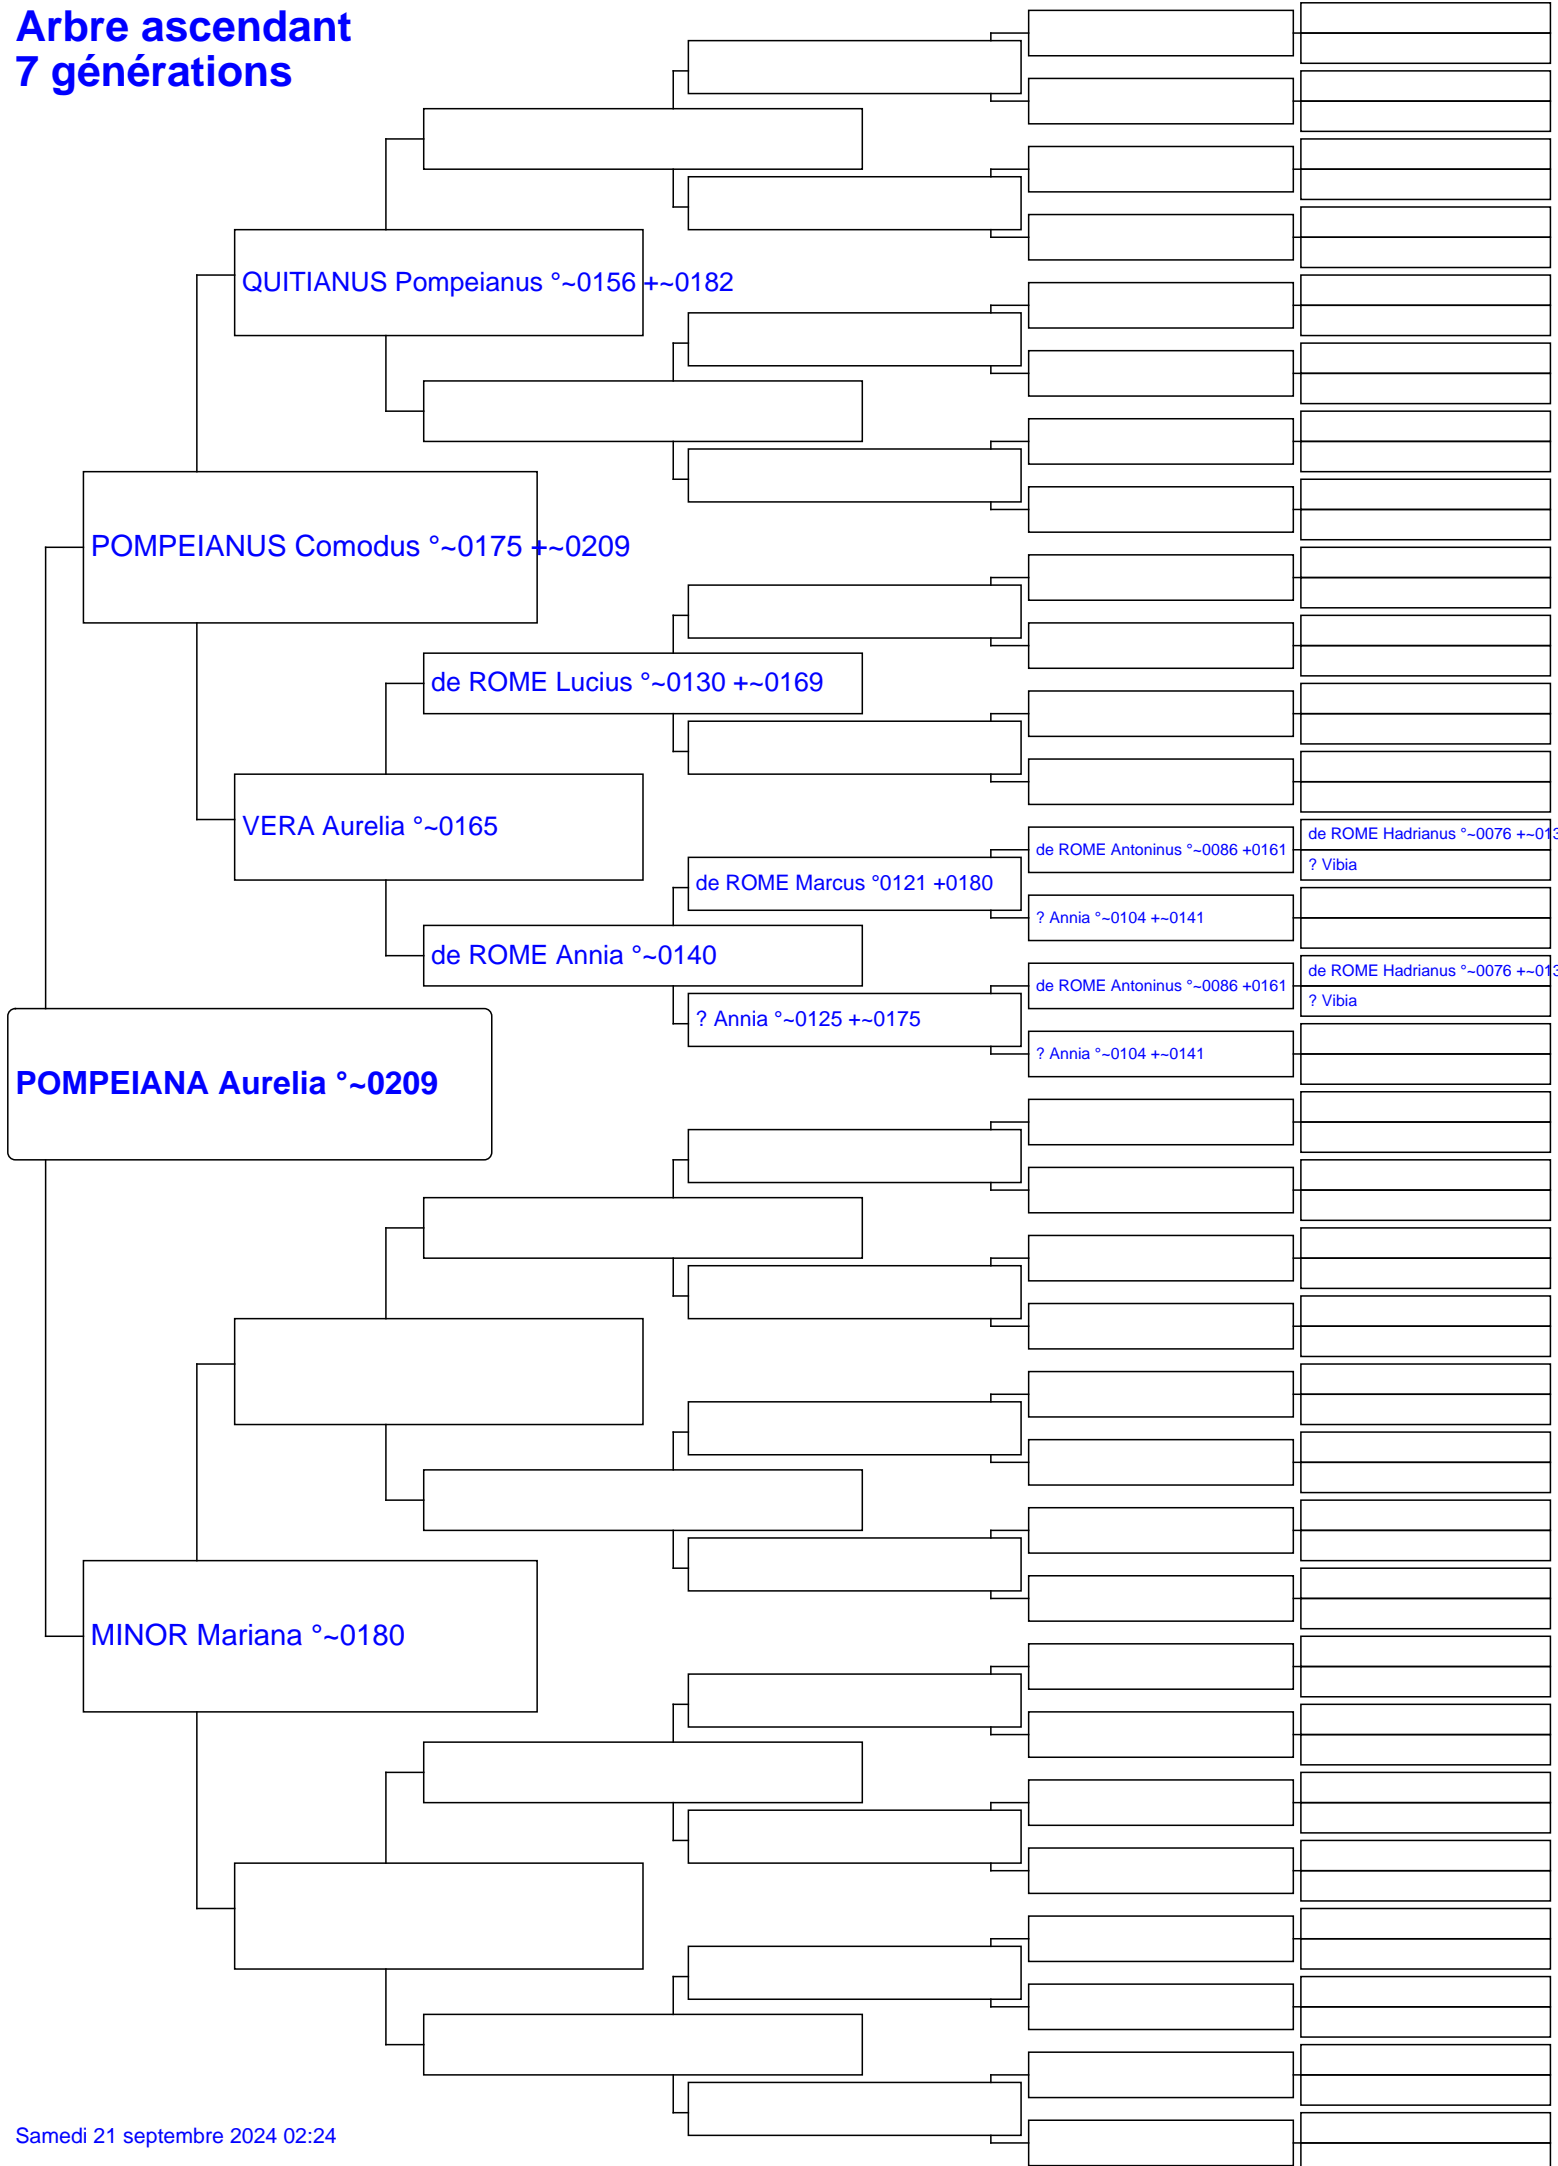 Arbre ascendant
7 générations
QUITIANUS Pompeianus °~0156 +~0182
POMPEIANUS Comodus °~0175 +~0209
de ROME Lucius °~0130 +~0169
VERA Aurelia °~0165
de ROME Hadrianus °~0076 +~013
de ROME Antoninus °~0086 +0161
? Vibia
de ROME Marcus °0121 +0180
? Annia °~0104 +~0141
de ROME Annia °~0140
de ROME Hadrianus °~0076 +~013
de ROME Antoninus °~0086 +0161
? Vibia
? Annia °~0125 +~0175
? Annia °~0104 +~0141
POMPEIANA Aurelia °~0209
MINOR Mariana °~0180
Samedi 21 septembre 2024 02:24